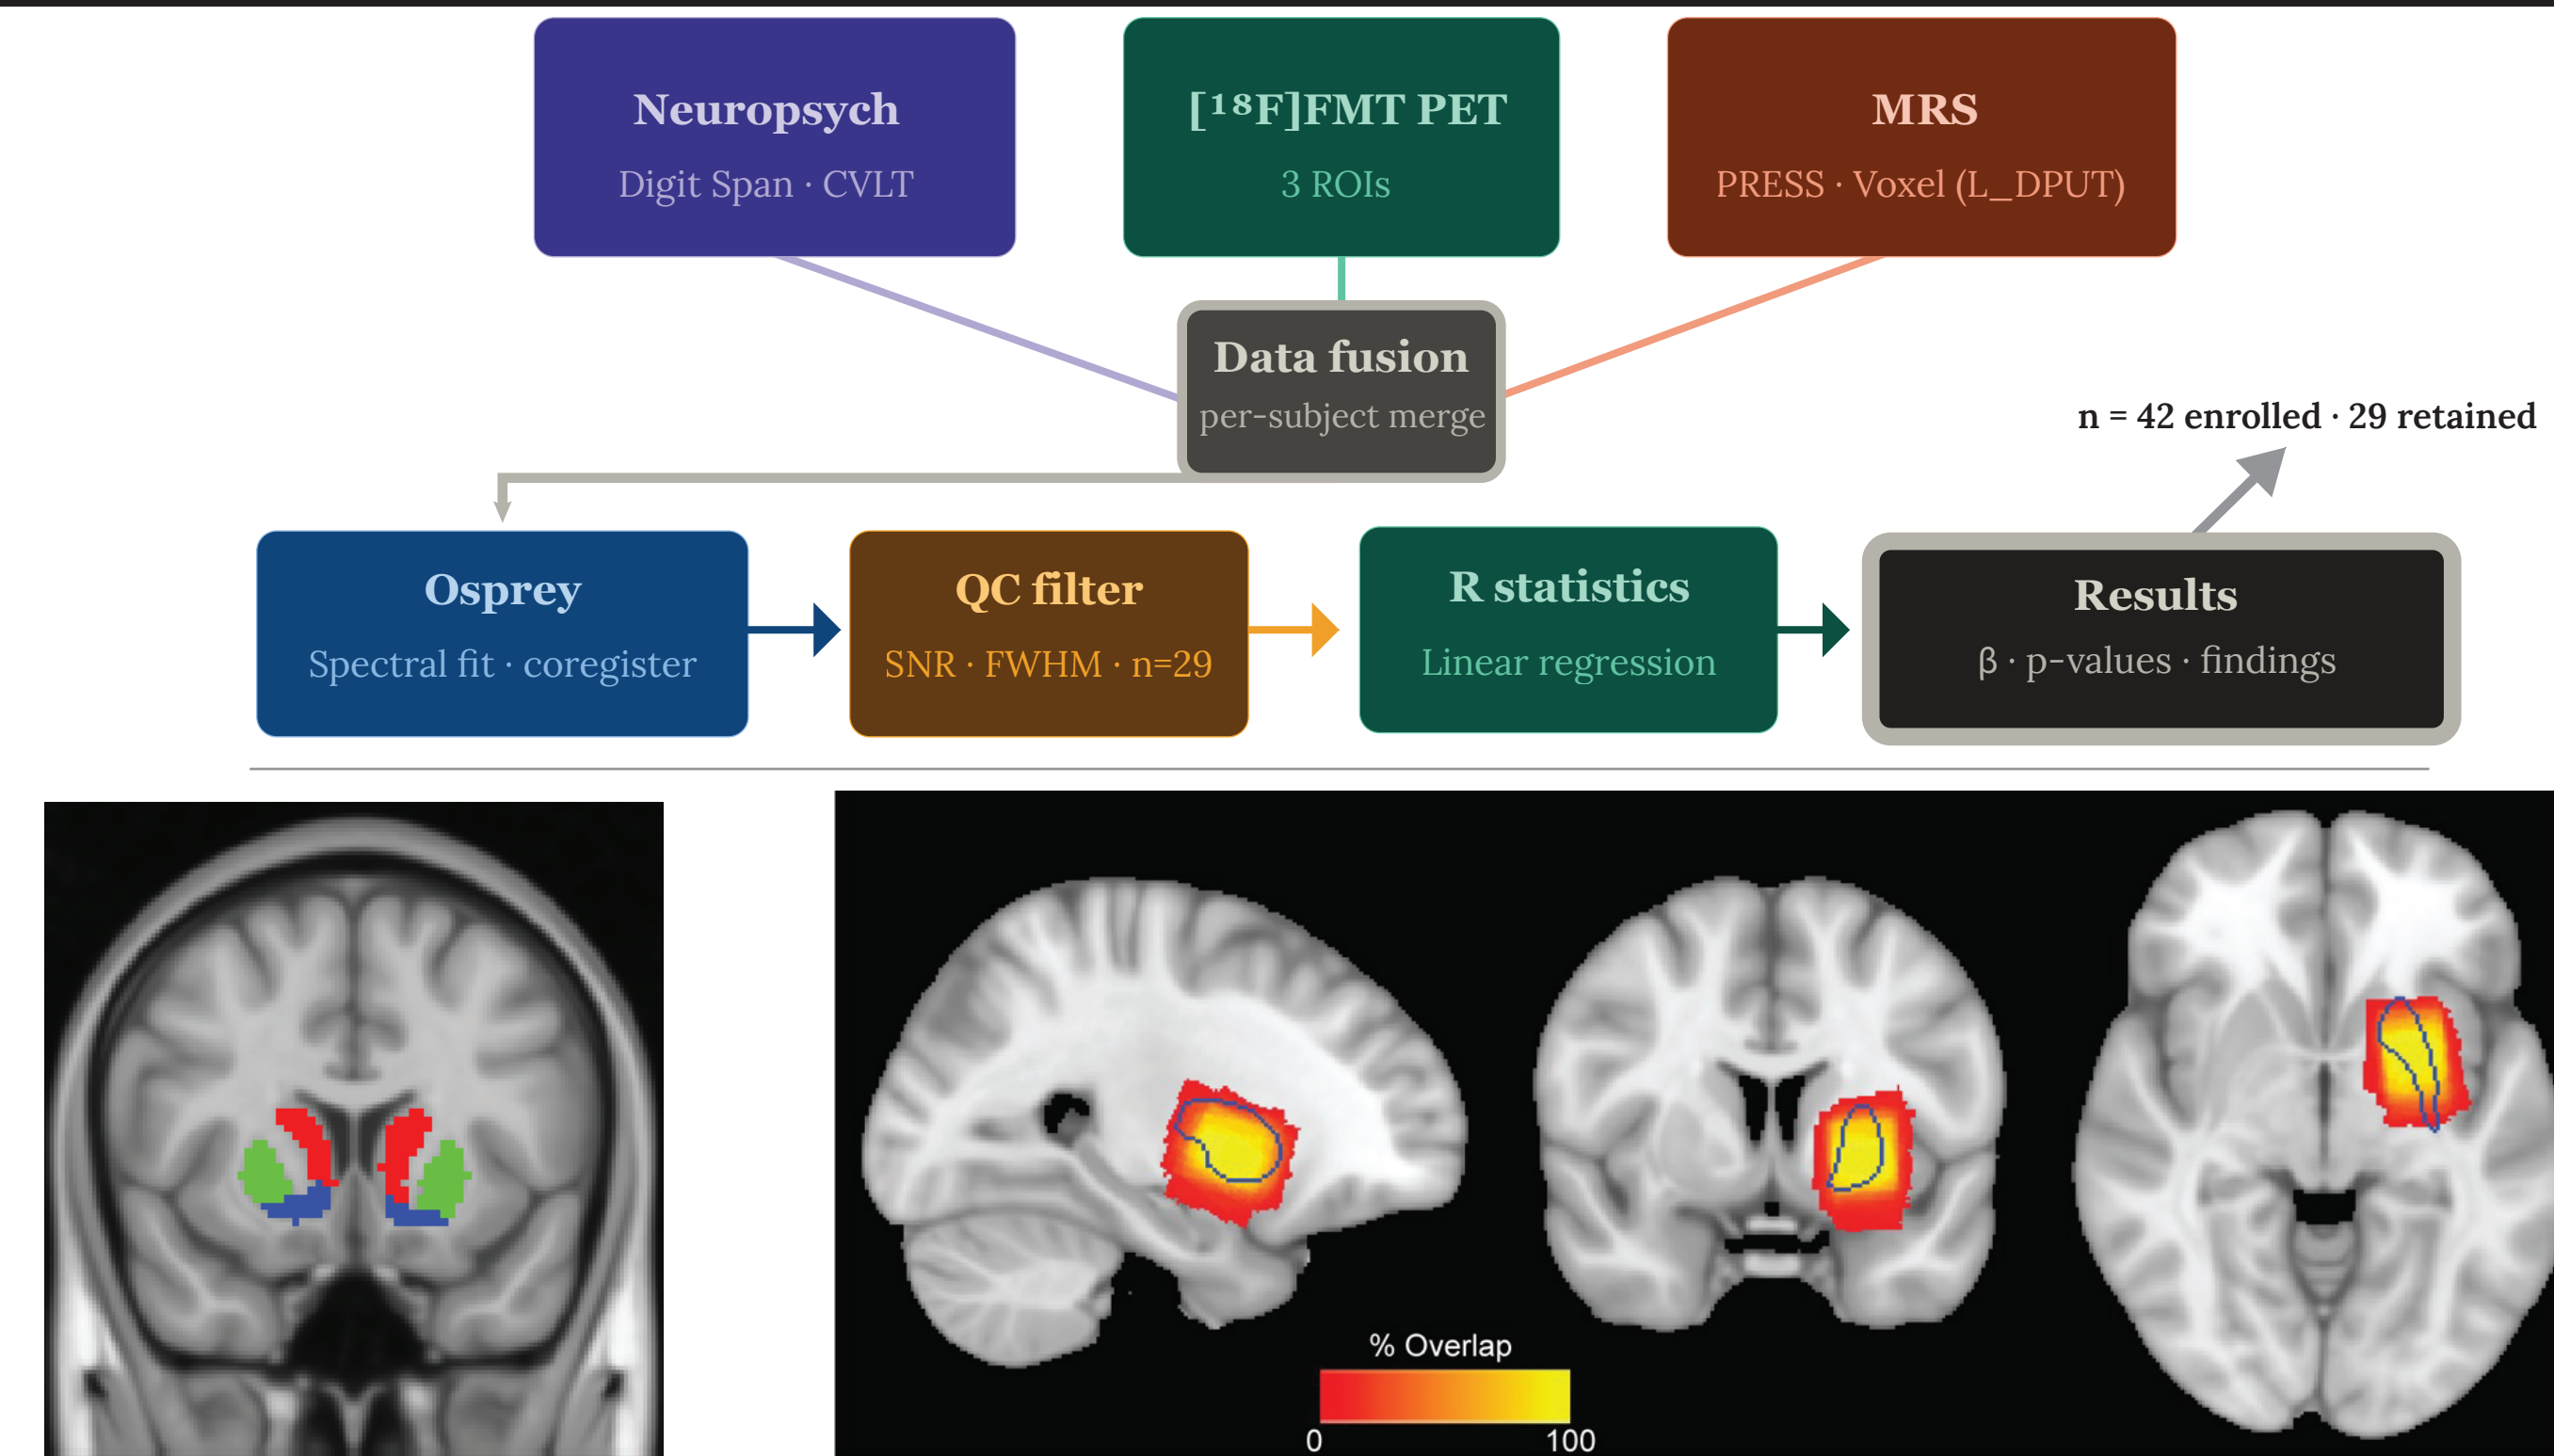 Neuropsych
Digit Span · CVLT
[¹⁸F]FMT PET
3 ROIs
MRS
PRESS · Voxel (L_DPUT)
Data fusion
per-subject merge
n = 42 enrolled · 29 retained
Osprey
Spectral fit · coregister
QC filter
SNR · FWHM · n=29
R statistics
Linear regression
Results
β · p-values · findings
% Overlap
0 100